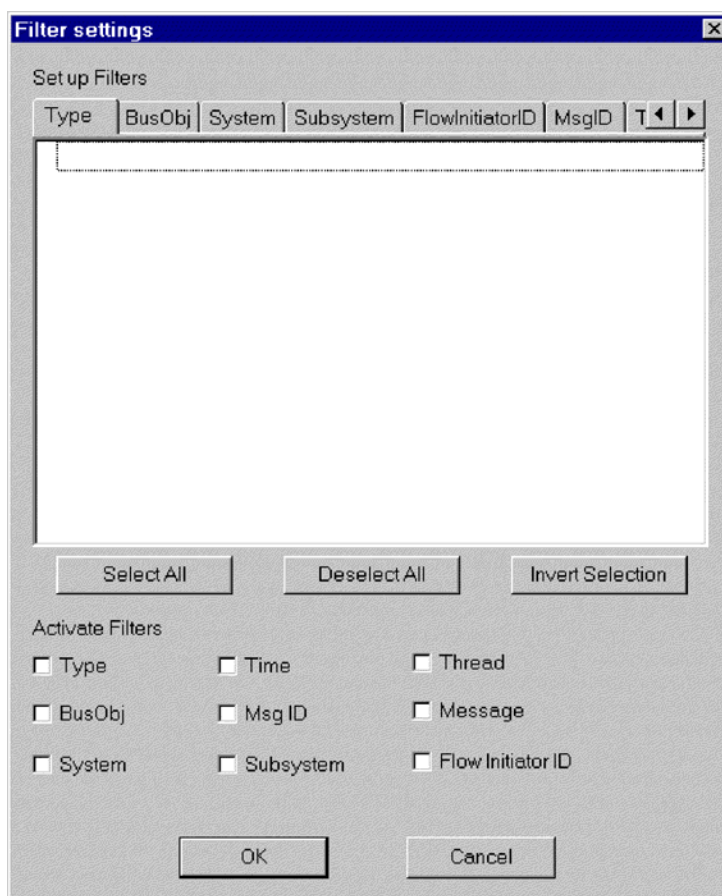 Filter settings
Set up Filters
Type BusObj System Subsystem FlowInitiatorID MsgID T
Select All Deselect All Invert Selection
Activate Filters
Type Time Thread
BusObj Msg ID Message
System Subsystem Flow Initiator ID
OK Cancel